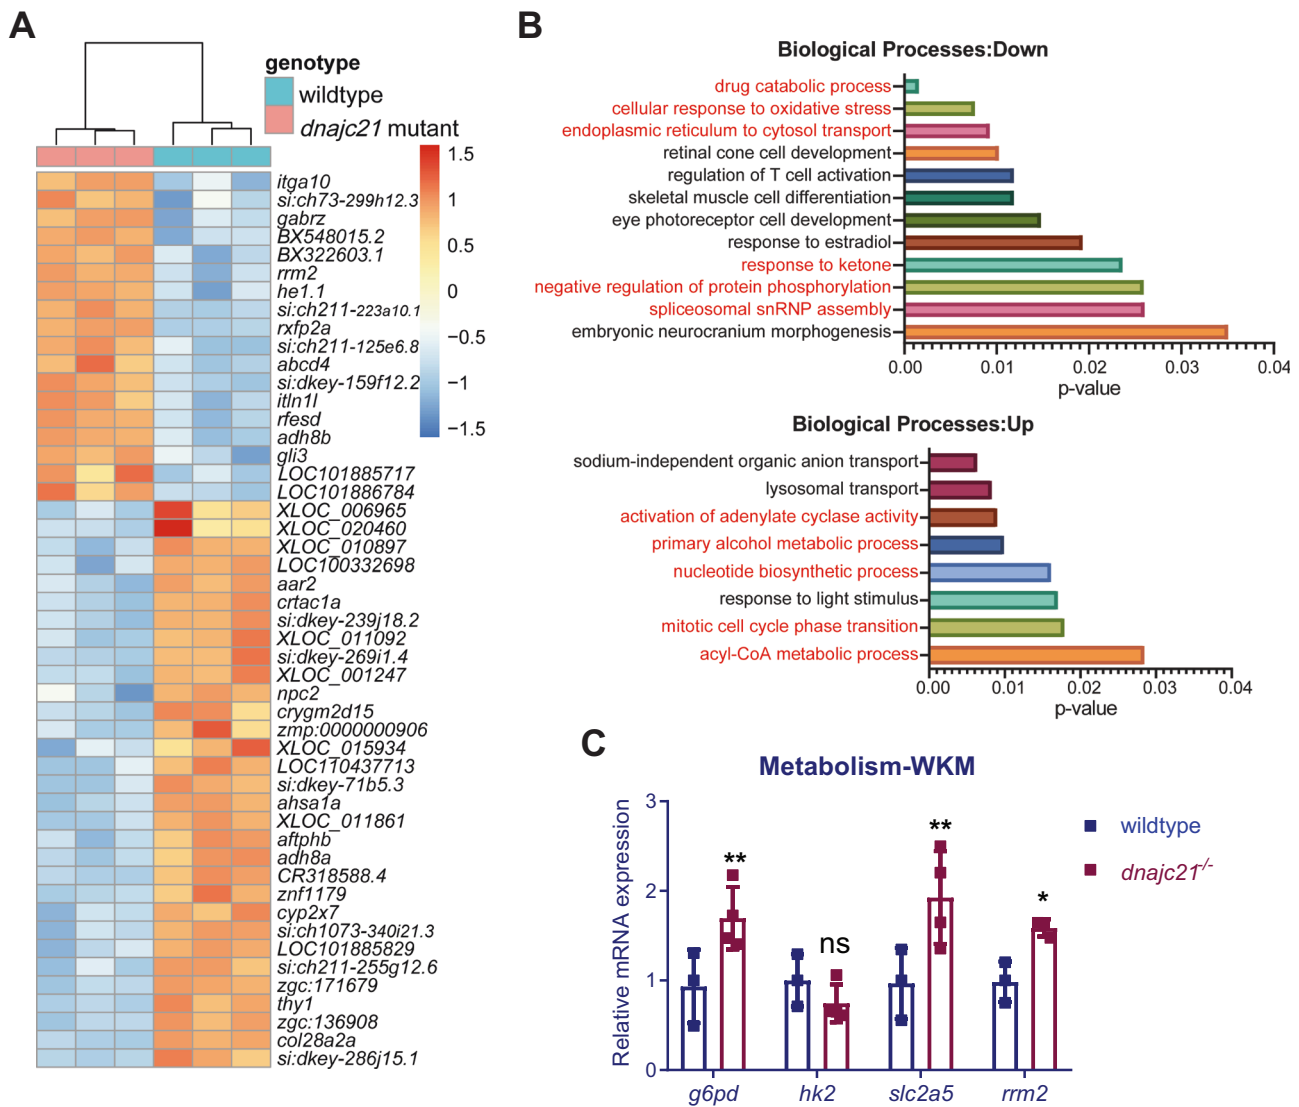 A
genotype
wildtype
dnajc21 mutant
1.5
1
0.5
0
−0.5
−1
−1.5
itga10
si:ch73-299h12.3
gabrz
BX548015.2
BX322603.1
rrm2
he1.1
si:ch211-223a10.1
rxfp2a
si:ch211-125e6.8
abcd4
si:dkey-159f12.2
itln1l
rfesd
adh8b
gli3
LOC101885717
LOC101886784
XLOC_006965
XLOC_020460
XLOC_010897
LOC100332698
aar2
crtac1a
si:dkey-239j18.2
XLOC_011092
si:dkey-269i1.4
XLOC_001247
npc2
crygm2d15
zmp:0000000906
XLOC_015934
LOC110437713
si:dkey-71b5.3
ahsa1a
XLOC_011861
aftphb
adh8a
CR318588.4
znf1179
cyp2x7
si:ch1073-340i21.3
LOC101885829
si:ch211-255g12.6
zgc:171679
thy1
zgc:136908
col28a2a
si:dkey-286j15.1
B
Biological Processes:Down
drug catabolic process
cellular response to oxidative stress
endoplasmic reticulum to cytosol transport
retinal cone cell development
regulation of T cell activation
skeletal muscle cell differentiation
eye photoreceptor cell development
response to estradiol
response to ketone
negative regulation of protein phosphorylation
spliceosomal snRNP assembly
embryonic neurocranium morphogenesis
0.00 0.01 0.02 0.03 0.04
p-value
Biological Processes:Up
sodium-independent organic anion transport
lysosomal transport
activation of adenylate cyclase activity
primary alcohol metabolic process
nucleotide biosynthetic process
response to light stimulus
mitotic cell cycle phase transition
acyl-CoA metabolic process
0.00 0.01 0.02 0.03 0.04
p-value
C
Metabolism-WKM
Relative mRNA expression
3
2
1
0
** ns ** *
g6pd hk2 slc2a5 rrm2
wildtype
dnajc21-/-